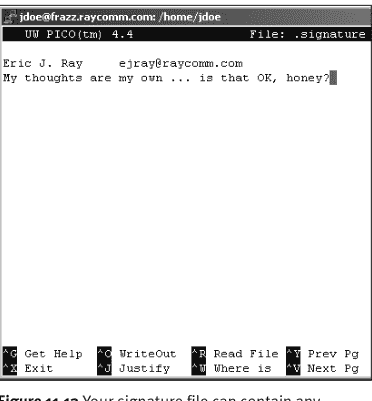 jdoe@frazz.raycomm.com: /home/jdoe
UW PICO(tm) 4.4 File: .signature
Eric J. Ray ejray@raycomm.com
My thoughts are my own ... is that OK, honey?
^G Get Help ^O WriteOut ^R Read File ^Y Prev Pg
^X Exit ^J Justify ^W Where is ^V Next Pg
Figure 11.12 Your signature file can contain any